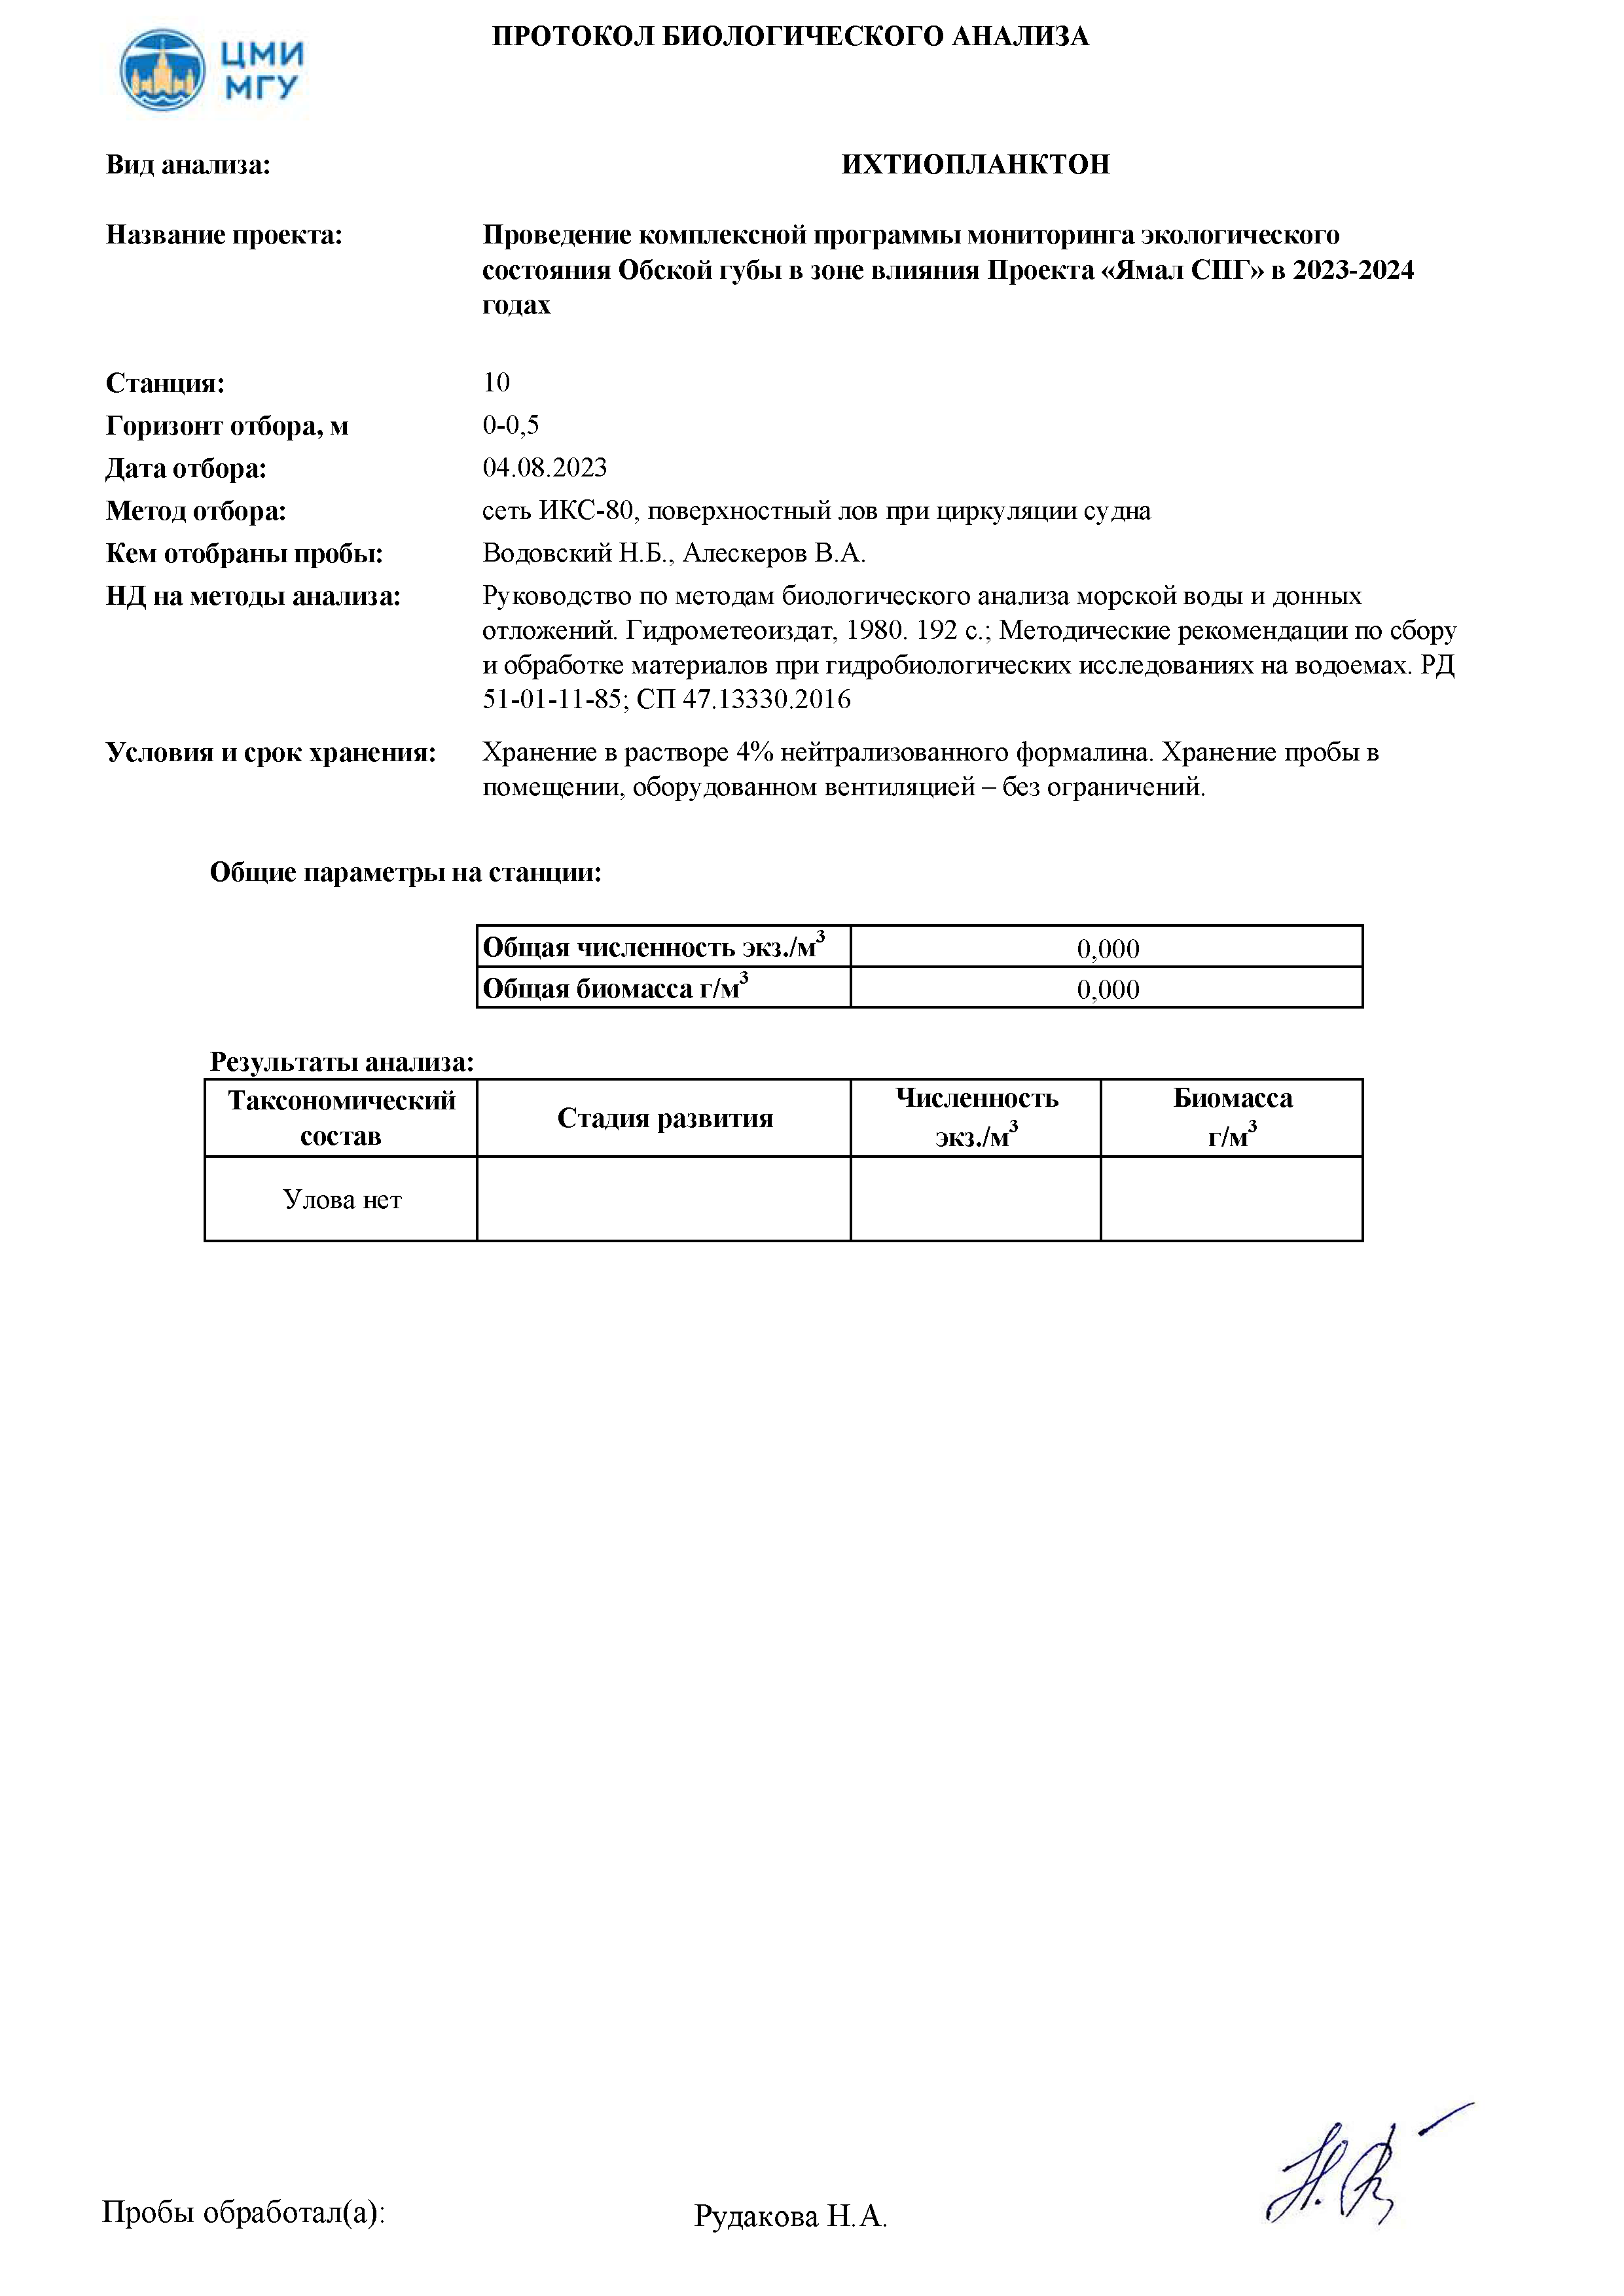 ЦМИ
МГУ
ПРОТОКОЛ БИОЛОГИЧЕСКОГО АНАЛИЗА
Вид анализа: ИХТИОПЛАНКТОН
Название проекта: Проведение комплексной программы мониторинга экологического
состояния Обской губы в зоне влияния Проекта «Ямал СПГ» в 2023-2024
годах
Станция: 10
Горизонт отбора, м 0-0,5
Дата отбора: 04.08.2023
Метод отбора: сеть ИКС-80, поверхностный лов при циркуляции судна
Кем отобраны пробы: Водовский Н.Б., Алескеров В.А.
НД на методы анализа: Руководство по методам биологического анализа морской воды и донных
отложений. Гидрометеоиздат, 1980. 192 с.; Методические рекомендации по сбору
и обработке материалов при гидробиологических исследованиях на водоемах. РД
51-01-11-85; СП 47.13330.2016
Условия и срок хранения: Хранение в растворе 4% нейтрализованного формалина. Хранение пробы в
помещении, оборудованном вентиляцией – без ограничений.
Общие параметры на станции:
Общая численность экз./м³ 0,000
Общая биомасса г/м³ 0,000
Результаты анализа:
Таксономический состав Стадия развития Численность экз./м³ Биомасса г/м³
Улова нет
Пробы обработал(а): Рудакова Н.А.